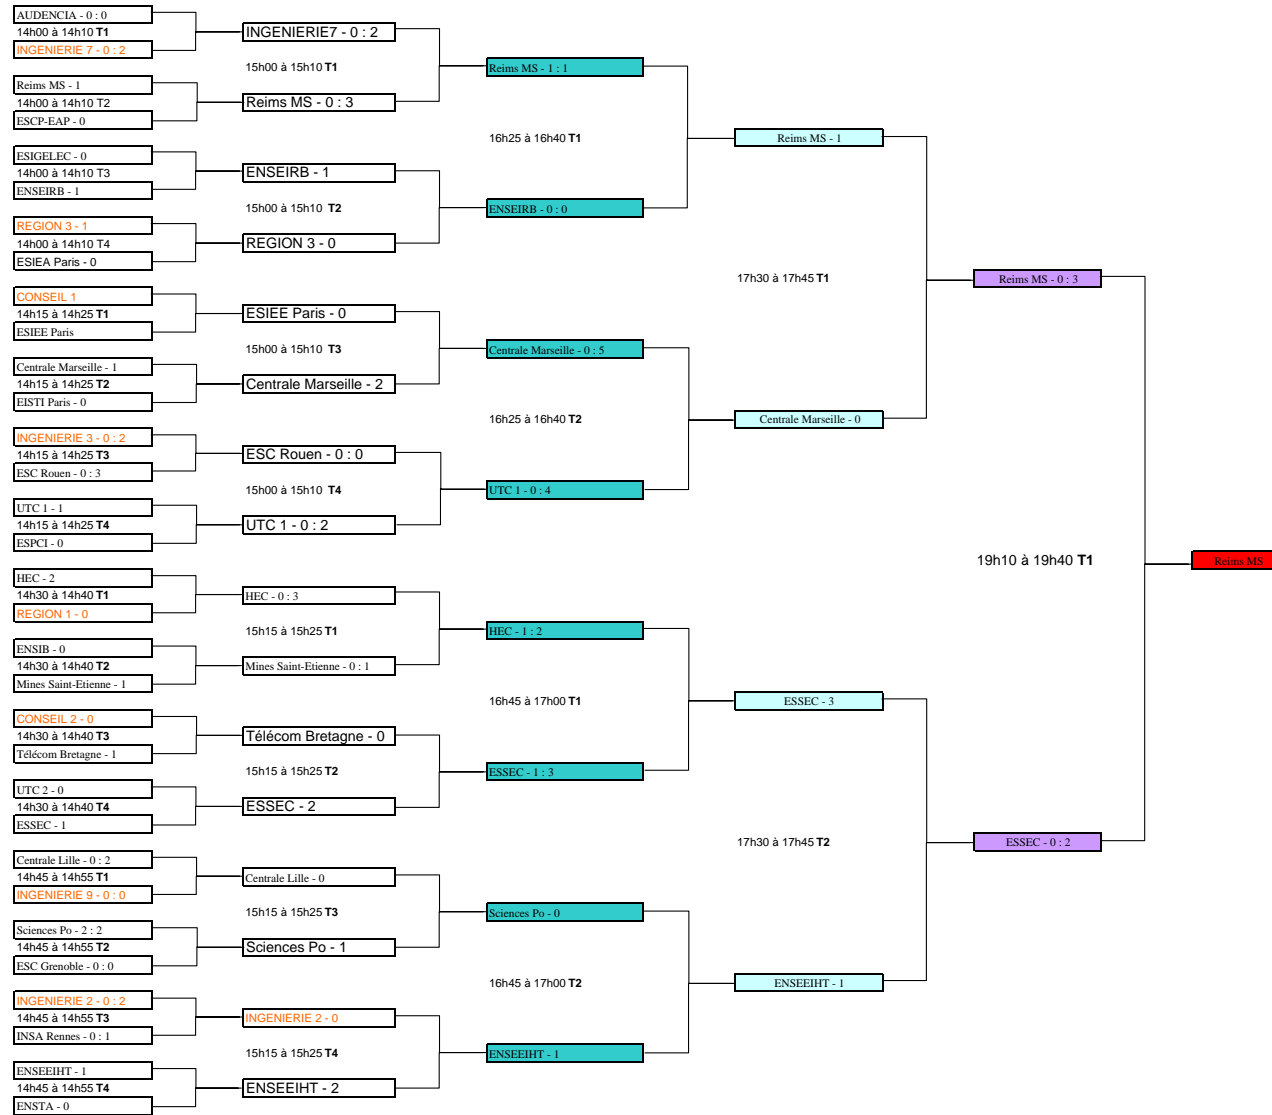 AUDENCIA - 0 : 0
14h00 à 14h10 T1
INGENIERIE 7 - 0 : 2
Reims MS - 1
14h00 à 14h10 T2
ESCP-EAP - 0
ESIGELEC - 0
14h00 à 14h10 T3
ENSEIRB - 1
REGION 3 - 1
14h00 à 14h10 T4
ESIEA Paris - 0
CONSEIL 1
14h15 à 14h25 T1
ESIEE Paris
Centrale Marseille - 1
14h15 à 14h25 T2
EISTI Paris - 0
INGENIERIE 3 - 0 : 2
14h15 à 14h25 T3
ESC Rouen - 0 : 3
UTC 1 - 1
14h15 à 14h25 T4
ESPCI - 0
HEC - 2
14h30 à 14h40 T1
REGION 1 - 0
ENSIB - 0
14h30 à 14h40 T2
Mines Saint-Etienne - 1
CONSEIL 2 - 0
14h30 à 14h40 T3
Télécom Bretagne - 1
UTC 2 - 0
14h30 à 14h40 T4
ESSEC - 1
Centrale Lille - 0 : 2
14h45 à 14h55 T1
INGENIERIE 9 - 0 : 0
Sciences Po - 2 : 2
14h45 à 14h55 T2
ESC Grenoble - 0 : 0
INGENIERIE 2 - 0 : 2
14h45 à 14h55 T3
INSA Rennes - 0 : 1
ENSEEIHT - 1
14h45 à 14h55 T4
ENSTA - 0
INGENIERIE7 - 0 : 2
15h00 à 15h10 T1
Reims MS - 0 : 3
ENSEIRB - 1
15h00 à 15h10 T2
REGION 3 - 0
ESIEE Paris - 0
15h00 à 15h10 T3
Centrale Marseille - 2
ESC Rouen - 0 : 0
15h00 à 15h10 T4
UTC 1 - 0 : 2
HEC - 0 : 3
15h15 à 15h25 T1
Mines Saint-Etienne - 0 : 1
Télécom Bretagne - 0
15h15 à 15h25 T2
ESSEC - 2
Centrale Lille - 0
15h15 à 15h25 T3
Sciences Po - 1
INGENIERIE 2 - 0
15h15 à 15h25 T4
ENSEEIHT - 2
Reims MS - 1 : 1
16h25 à 16h40 T1
ENSEIRB - 0 : 0
Centrale Marseille - 0 : 5
16h25 à 16h40 T2
UTC 1 - 0 : 4
HEC - 1 : 2
16h45 à 17h00 T1
ESSEC - 1 : 3
Sciences Po - 0
16h45 à 17h00 T2
ENSEEIHT - 1
Reims MS - 1
17h30 à 17h45 T1
Centrale Marseille - 0
ESSEC - 3
17h30 à 17h45 T2
ENSEEIHT - 1
Reims MS - 0 : 3
19h10 à 19h40 T1
ESSEC - 0 : 2
Reims MS